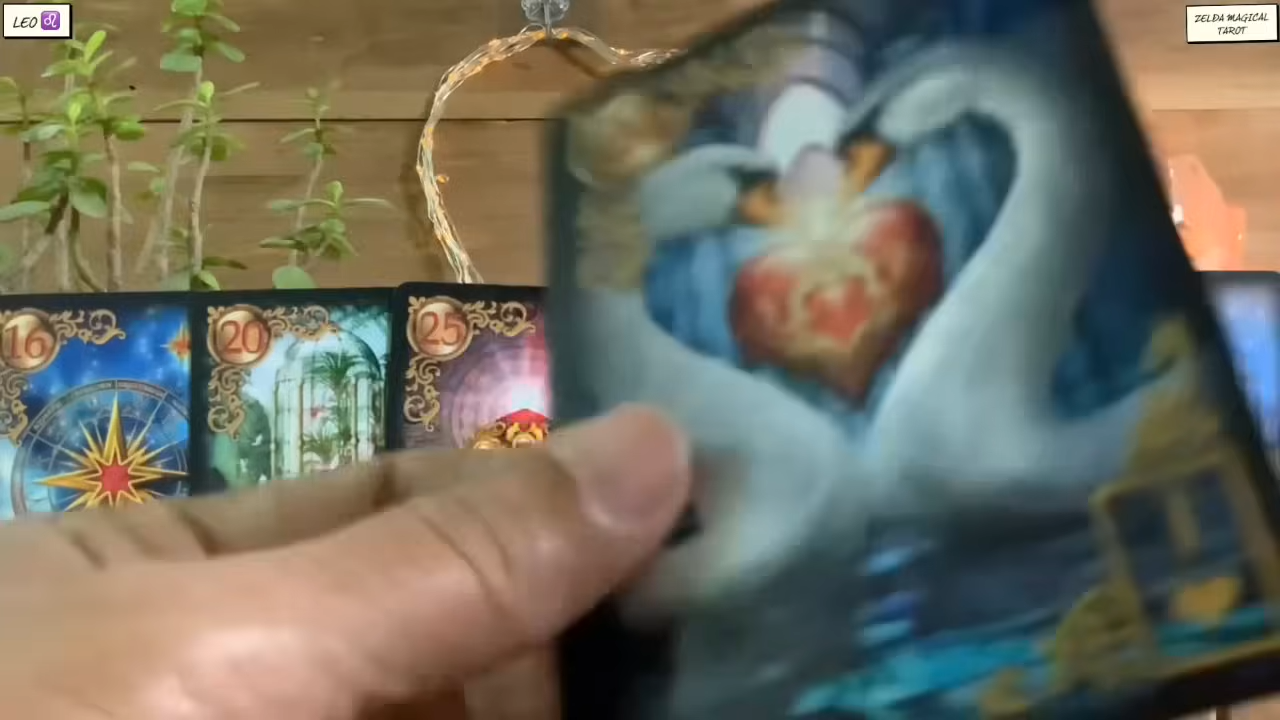 LEO ♌
ZELDA MAGICAL
TAROT
16
20
25